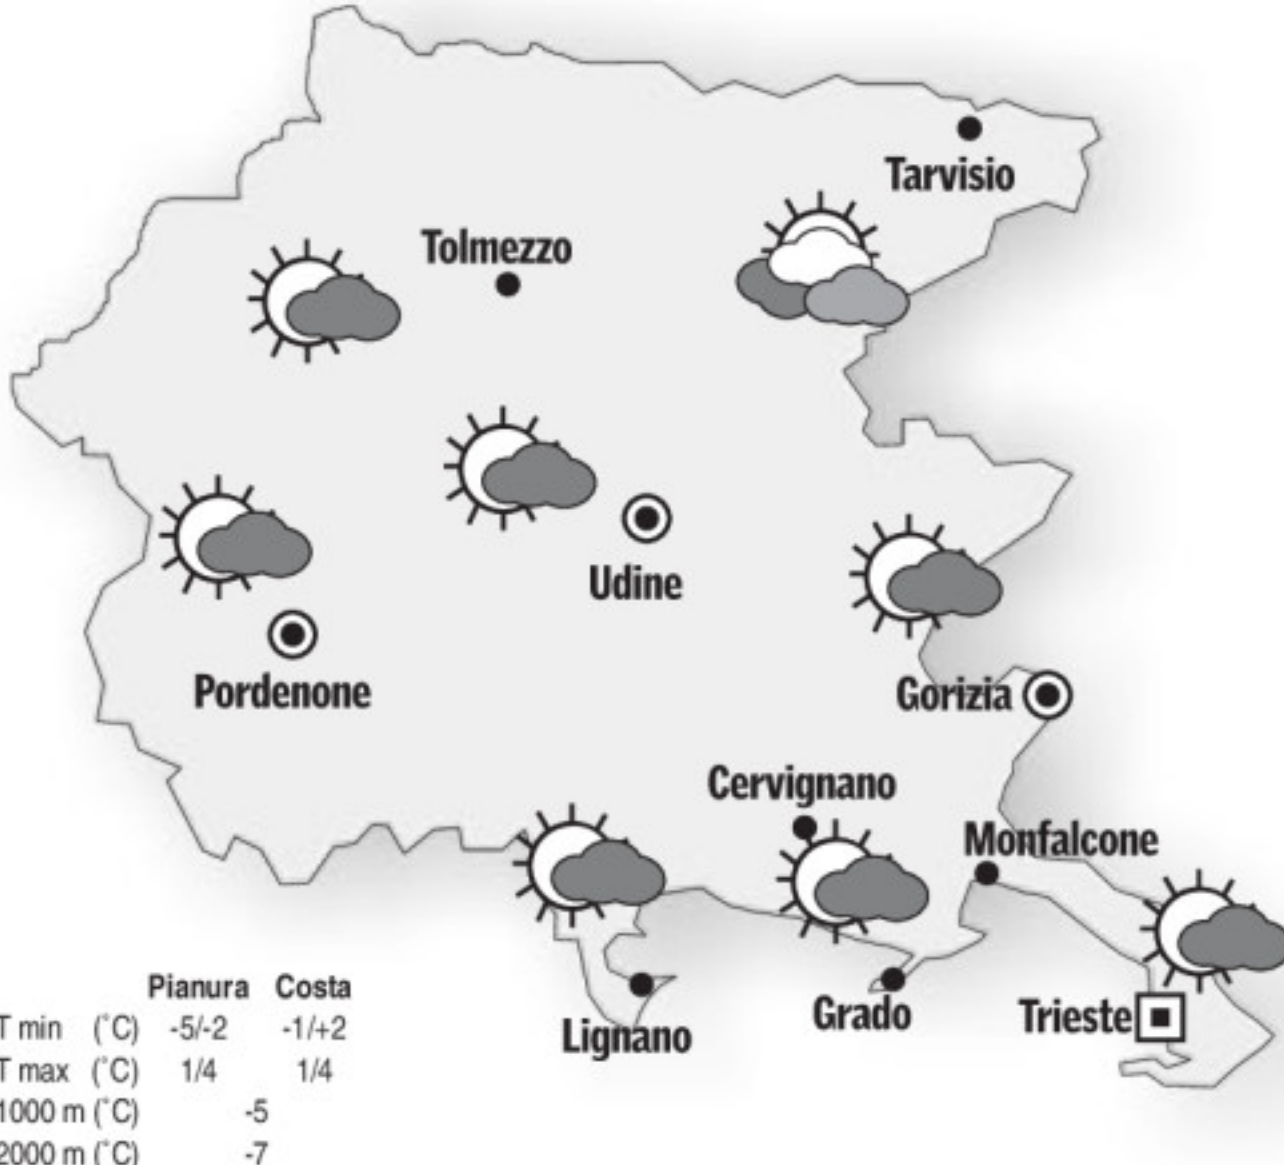 Tarvisio
Tolmezzo
Udine
Pordenone
Gorizia
Cervignano
Monfalcone
Lignano
Grado
Trieste
Pianura Costa
T min (°C) -5/-2 -1/+2
T max (°C) 1/4 1/4
1000 m (°C) -5
2000 m (°C) -7